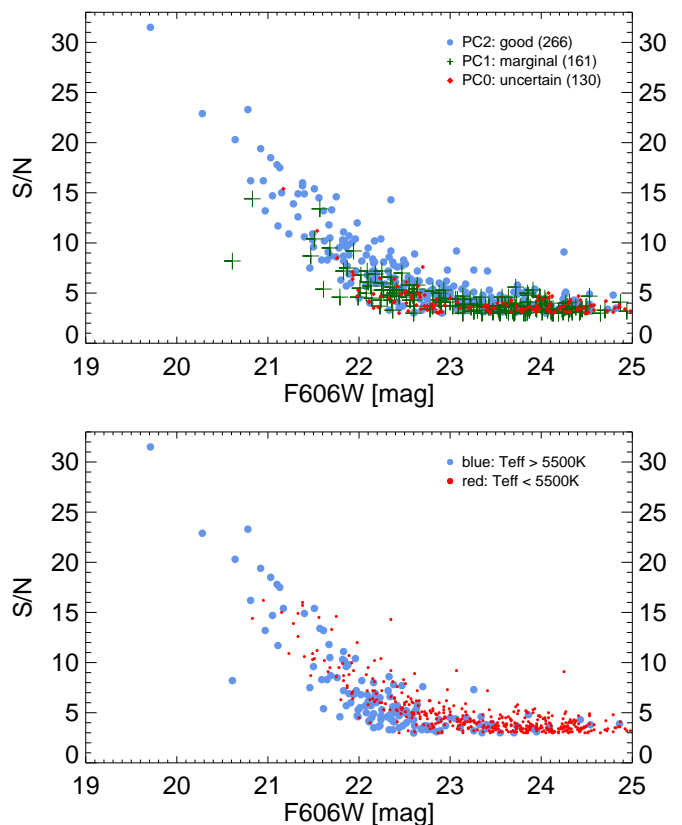 30
25
20
15
10
5
0
S/N
30
25
20
15
10
5
0
PC2: good (266)
PC1: marginal (161)
PC0: uncertain (130)
19 20 21 22 23 24 25
F606W [mag]
30
25
20
15
10
5
0
S/N
30
25
20
15
10
5
0
blue: Teff > 5500K
red: Teff < 5500K
19 20 21 22 23 24 25
F606W [mag]